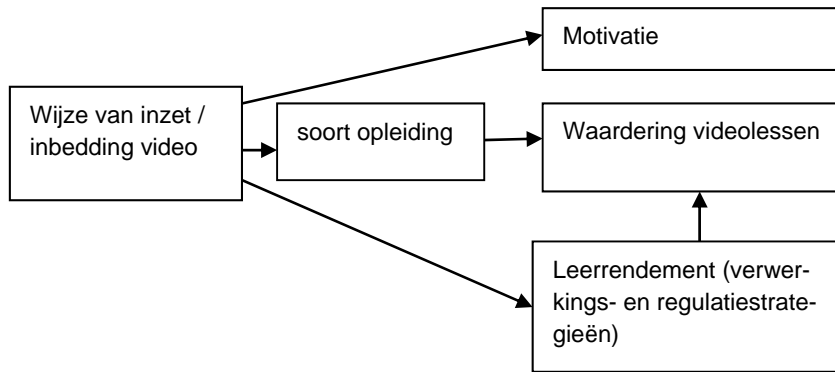 Motivatie
Wijze van inzet /
inbedding video
soort opleiding
Waardering videolessen
Leerrendement (verwer-
kings- en regulatiestrate-
gieën)